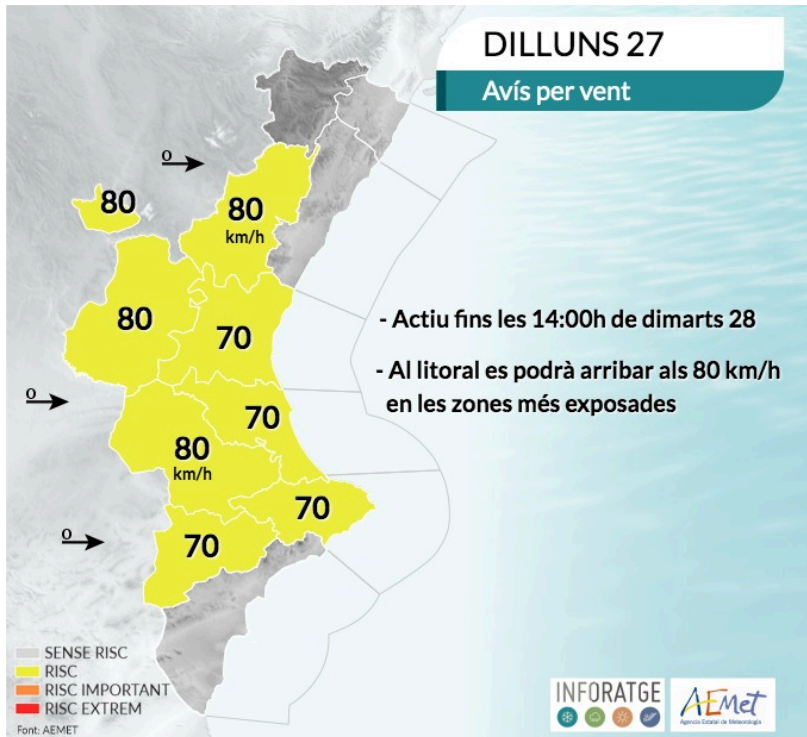 DILLUNS 27
Avís per vent
O
80
80
km/h
80
70
- Actiu fins les 14:00h de dimarts 28
- Al litoral es podrà arribar als 80 km/h
en les zones més exposades
O
70
80
km/h
70
O
70
SENSE RISC
RISC
RISC IMPORTANT
RISC EXTREM
Font: AEMET
INFORATGE
AEMet
Agencia Estatal de Meteorología